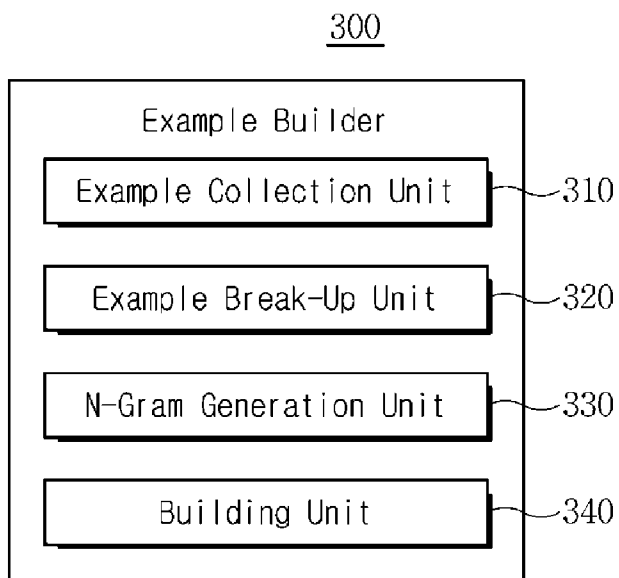 300
Example Builder
Example Collection Unit 310
Example Break-Up Unit 320
N-Gram Generation Unit 330
Building Unit 340